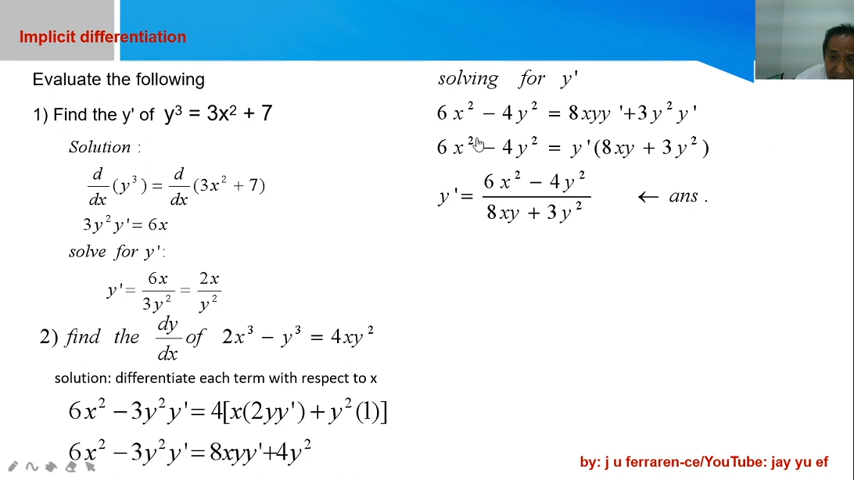 Implicit differentiation
Evaluate the following
1) Find the y' of y³ = 3x² + 7
Solution :
d/dx (y³) = d/dx (3x² + 7)
3y²y' = 6x
solve for y':
y' = 6x/3y² = 2x/y²
2) find the dy/dx of 2x³ − y³ = 4xy²
solution: differentiate each term with respect to x
6x² − 3y²y' = 4[x(2yy') + y²(1)]
6x² − 3y²y' = 8xyy'+4y²
solving for y'
6x² − 4y² = 8xyy'+3y²y'
6x² − 4y² = y'(8xy + 3y²)
y' = 6x² − 4y² / 8xy + 3y² ← ans .
by: j u ferraren-ce/YouTube: jay yu ef